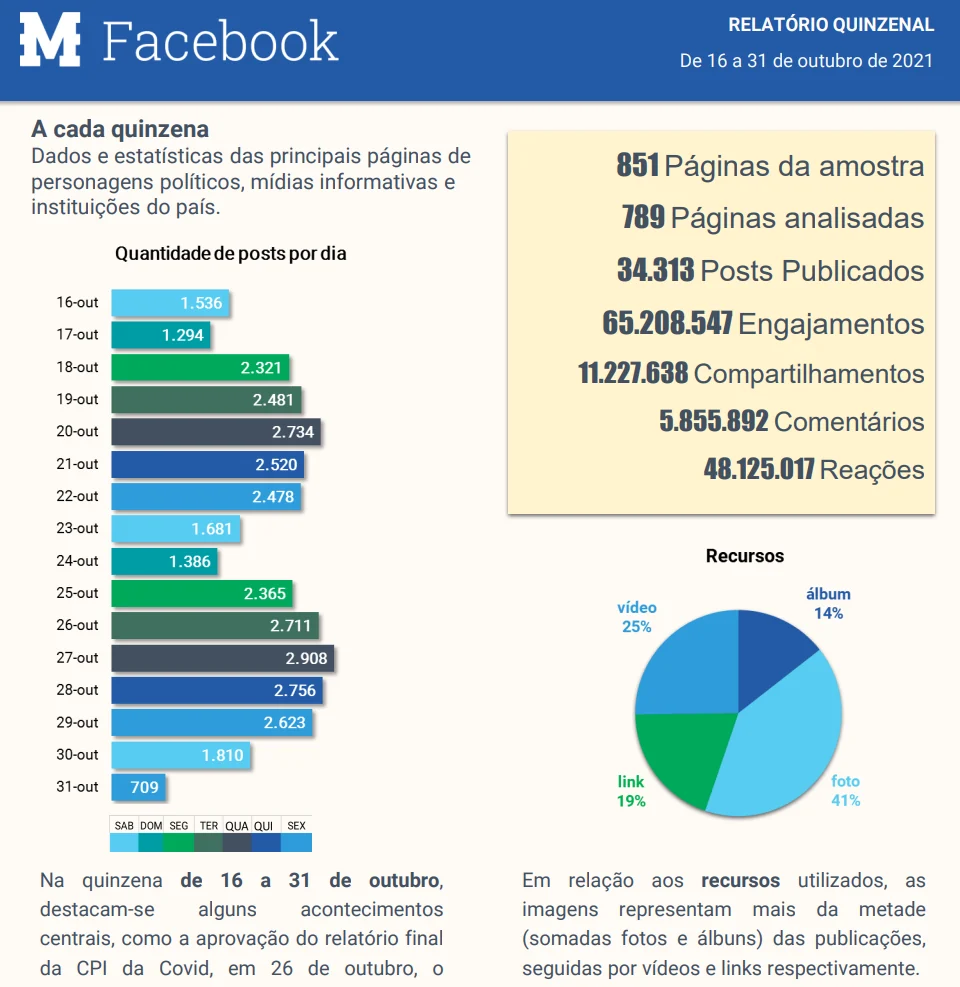 M Facebook
RELATÓRIO QUINZENAL
De 16 a 31 de outubro de 2021
A cada quinzena
Dados e estatísticas das principais páginas de
personagens políticos, mídias informativas e
instituições do país.
Quantidade de posts por dia
16-out 1.536
17-out 1.294
18-out 2.321
19-out 2.481
20-out 2.734
21-out 2.520
22-out 2.478
23-out 1.681
24-out 1.386
25-out 2.365
26-out 2.711
27-out 2.908
28-out 2.756
29-out 2.623
30-out 1.810
31-out 709
SAB DOM SEG TER QUA QUI SEX
Na quinzena de 16 a 31 de outubro,
destacam-se alguns acontecimentos
centrais, como a aprovação do relatório final
da CPI da Covid, em 26 de outubro, o
851 Páginas da amostra
789 Páginas analisadas
34.313 Posts Publicados
65.208.547 Engajamentos
11.227.638 Compartilhamentos
5.855.892 Comentários
48.125.017 Reações
Recursos
vídeo
25%
álbum
14%
link
19%
foto
41%
Em relação aos recursos utilizados, as
imagens representam mais da metade
(somadas fotos e álbuns) das publicações,
seguidas por vídeos e links respectivamente.